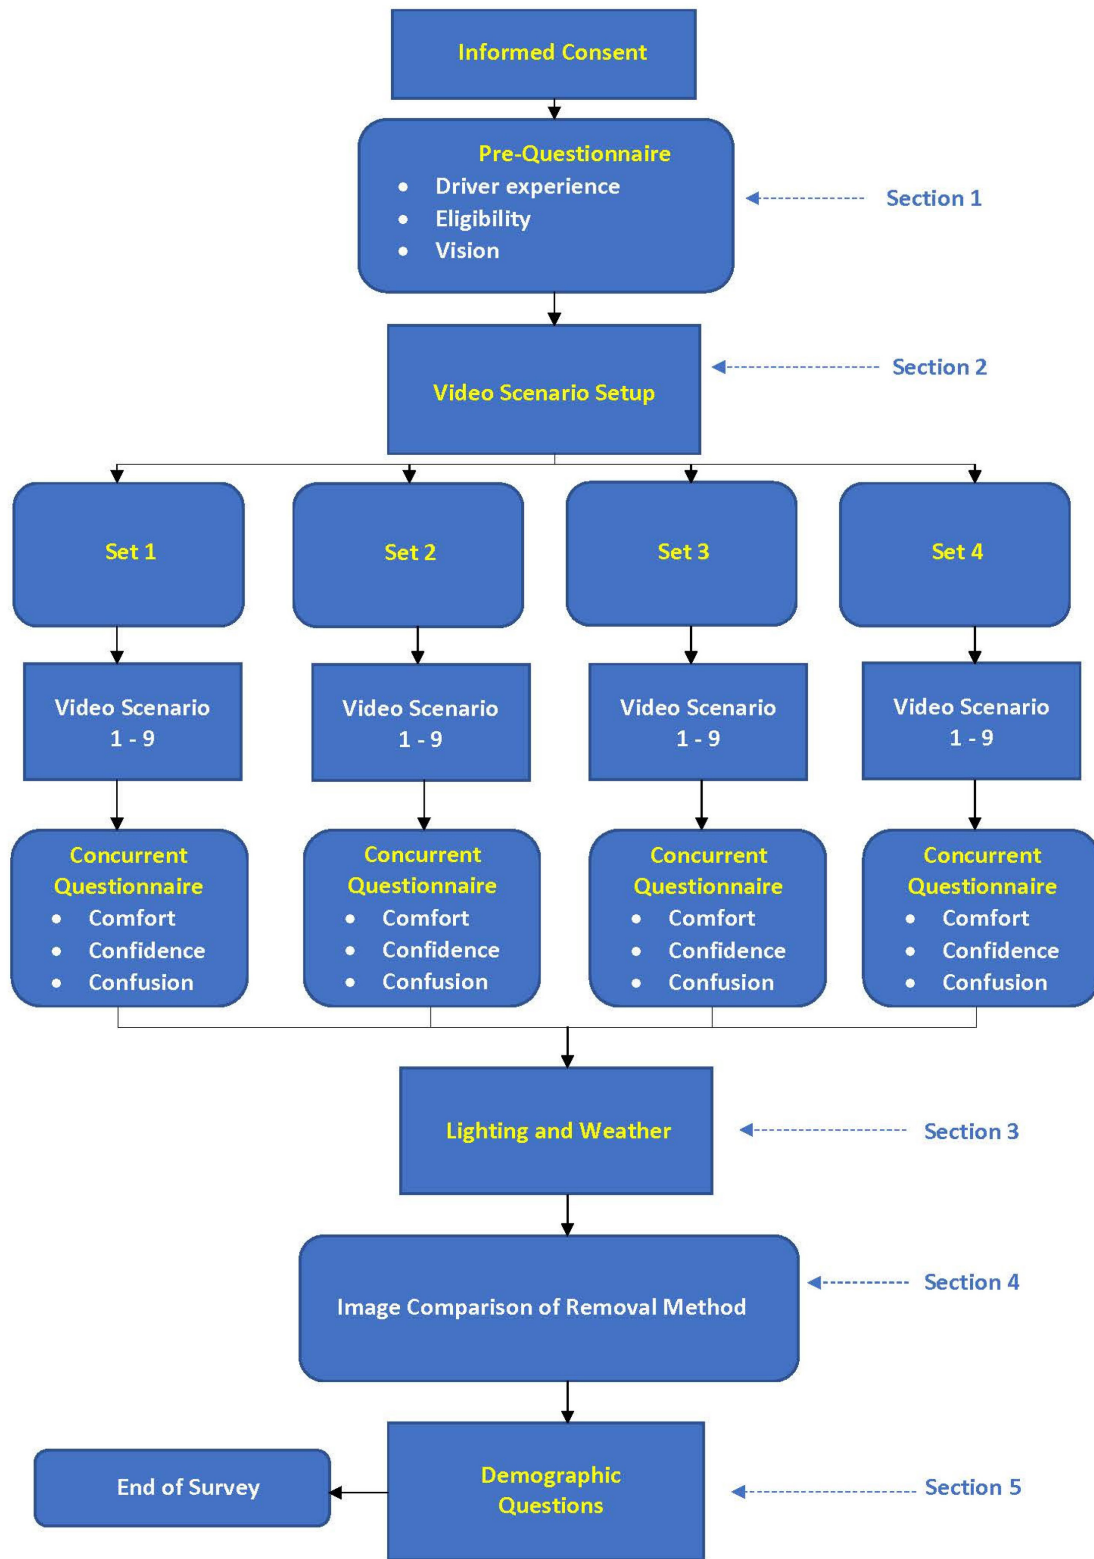 Informed Consent
Pre-Questionnaire
• Driver experience
• Eligibility
• Vision
Section 1
Video Scenario Setup
Section 2
Set 1
Set 2
Set 3
Set 4
Video Scenario
1 - 9
Video Scenario
1 - 9
Video Scenario
1 - 9
Video Scenario
1 - 9
Concurrent
Questionnaire
• Comfort
• Confidence
• Confusion
Concurrent
Questionnaire
• Comfort
• Confidence
• Confusion
Concurrent
Questionnaire
• Comfort
• Confidence
• Confusion
Concurrent
Questionnaire
• Comfort
• Confidence
• Confusion
Lighting and Weather
Section 3
Image Comparison of Removal Method
Section 4
Demographic
Questions
Section 5
End of Survey